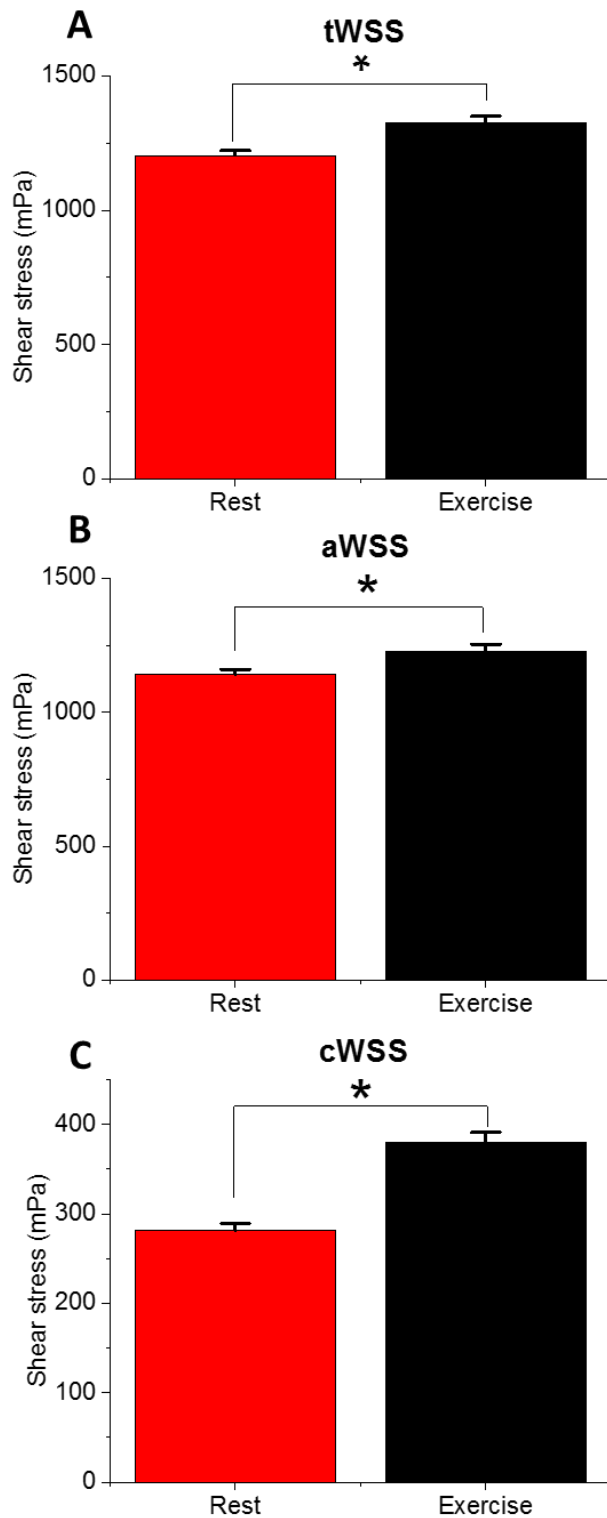 A
tWSS
*
1500
1000
500
0
Shear stress (mPa)
Rest Exercise
B
aWSS
*
1500
1000
500
0
Shear stress (mPa)
Rest Exercise
C
cWSS
*
400
300
200
100
0
Shear stress (mPa)
Rest Exercise